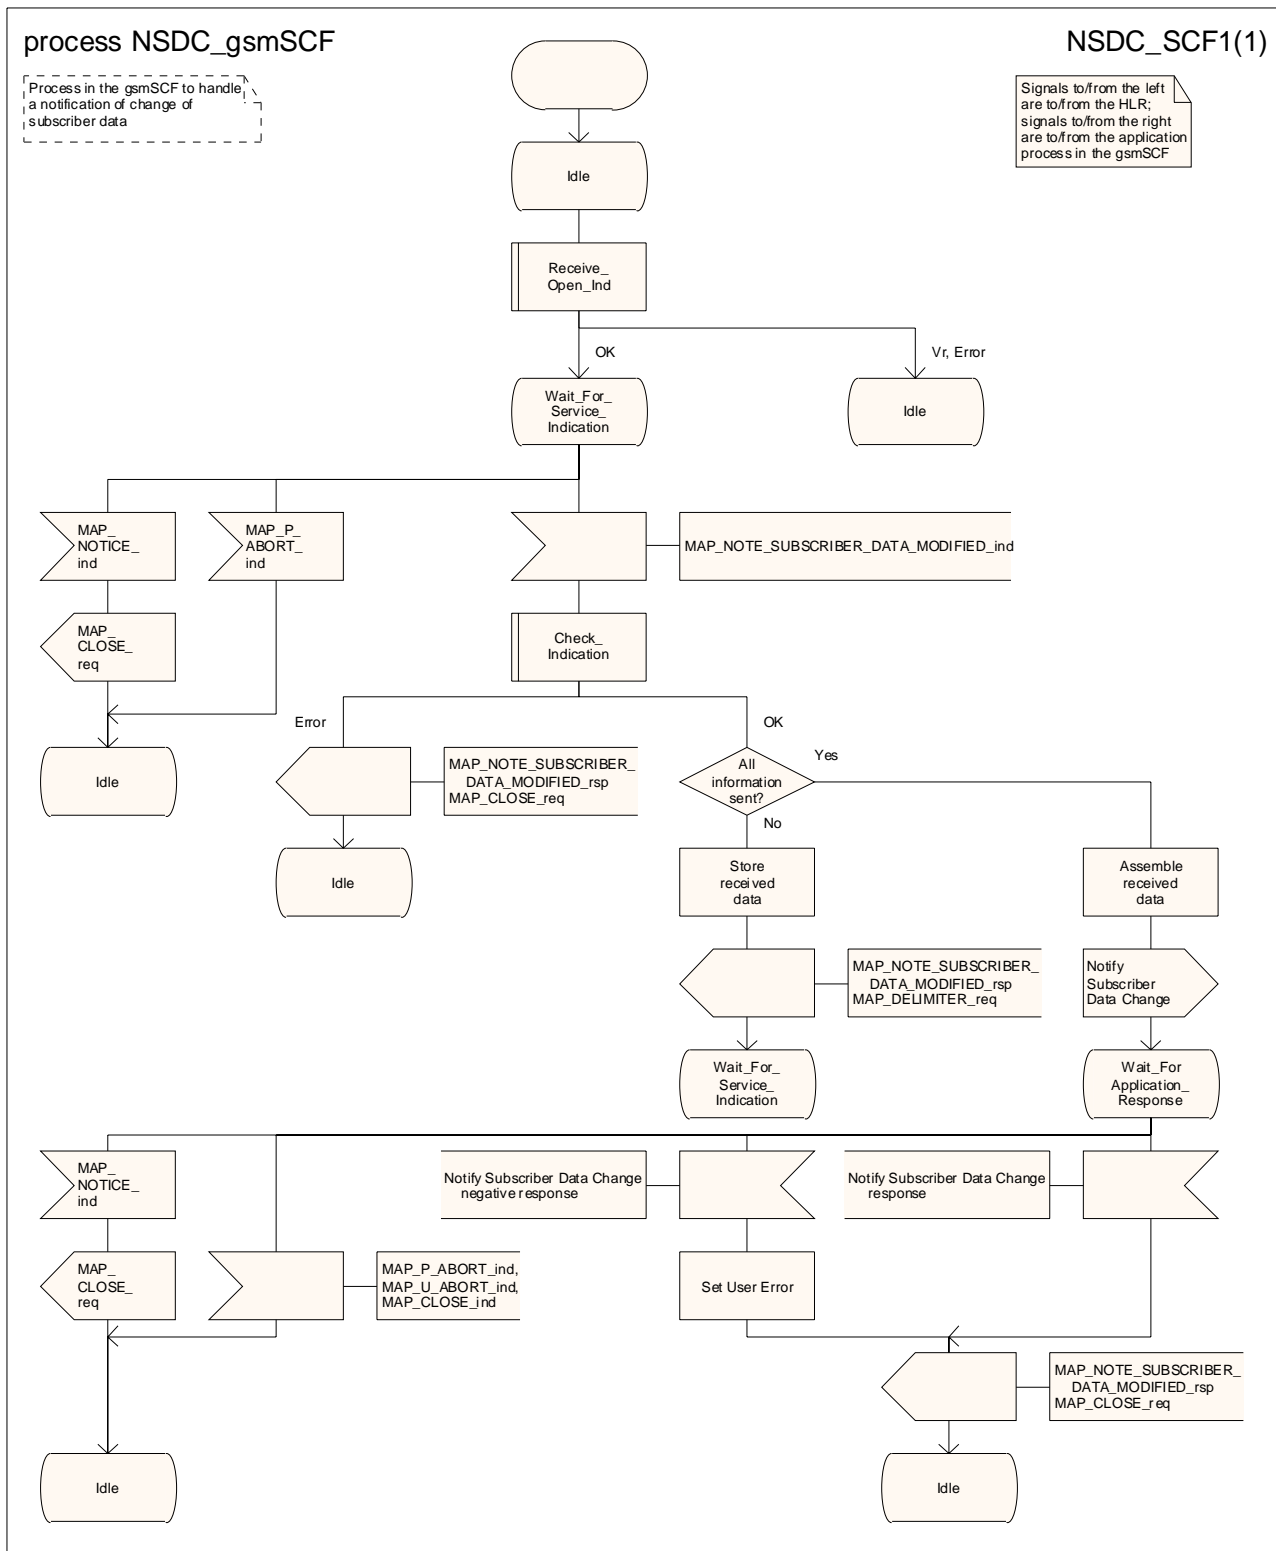 process NSDC_gsmSCF
NSDC_SCF1(1)
Process in the gsmSCF to handle
a notification of change of
subscriber data
Signals to/from the left
are to/from the HLR;
signals to/from the right
are to/from the application
process in the gsmSCF
Idle
Receive_
Open_Ind
OK
Vr, Error
Wait_For_
Service_
Indication
Idle
MAP_
NOTICE_
ind
MAP_P_
ABORT_
ind
MAP_NOTE_SUBSCRIBER_DATA_MODIFIED_ind
MAP_
CLOSE_
req
Check_
Indication
Error
OK
Idle
MAP_NOTE_SUBSCRIBER_
DATA_MODIFIED_rsp
MAP_CLOSE_req
All
information
sent?
Yes
No
Idle
Store
received
data
Assemble
received
data
MAP_NOTE_SUBSCRIBER_
DATA_MODIFIED_rsp
MAP_DELIMITER_req
Notify
Subscriber
Data Change
Wait_For_
Service_
Indication
Wait_For
Application_
Response
MAP_
NOTICE_
ind
Notify Subscriber Data Change
negative response
Notify Subscriber Data Change
response
MAP_
CLOSE_
req
MAP_P_ABORT_ind,
MAP_U_ABORT_ind,
MAP_CLOSE_ind
Set User Error
MAP_NOTE_SUBSCRIBER_
DATA_MODIFIED_rsp
MAP_CLOSE_req
Idle
Idle